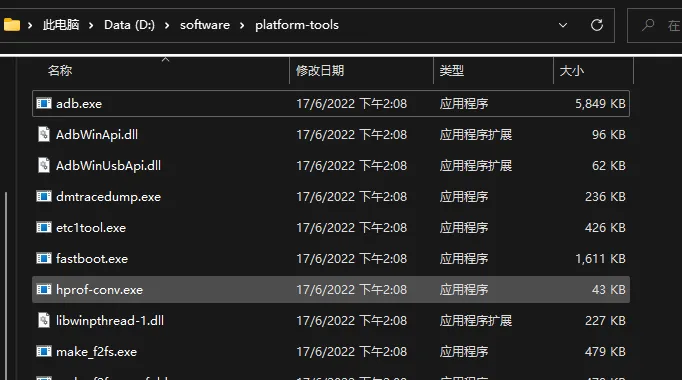 此电脑 > Data (D:) > software > platform-tools 在
名称 修改日期 类型 大小
adb.exe 17/6/2022 下午2:08 应用程序 5,849 KB
AdbWinApi.dll 17/6/2022 下午2:08 应用程序扩展 96 KB
AdbWinUsbApi.dll 17/6/2022 下午2:08 应用程序扩展 62 KB
dmtracedump.exe 17/6/2022 下午2:08 应用程序 236 KB
etc1tool.exe 17/6/2022 下午2:08 应用程序 426 KB
fastboot.exe 17/6/2022 下午2:08 应用程序 1,611 KB
hprof-conv.exe 17/6/2022 下午2:08 应用程序 43 KB
libwinpthread-1.dll 17/6/2022 下午2:08 应用程序扩展 227 KB
make_f2fs.exe 17/6/2022 下午2:08 应用程序 479 KB